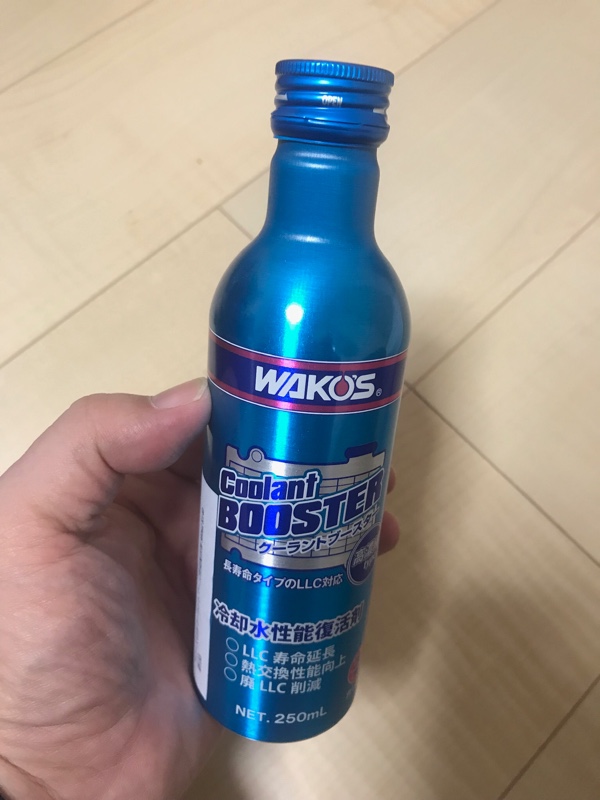 OPEN
WAKO'S®
Coolant
BOOSTER
クーラントブースター
長寿命タイプのLLC対応
冷却水性能復活剤
○LLC 寿命延長
○熱交換性能向上
○廃 LLC 削減
NET. 250mL